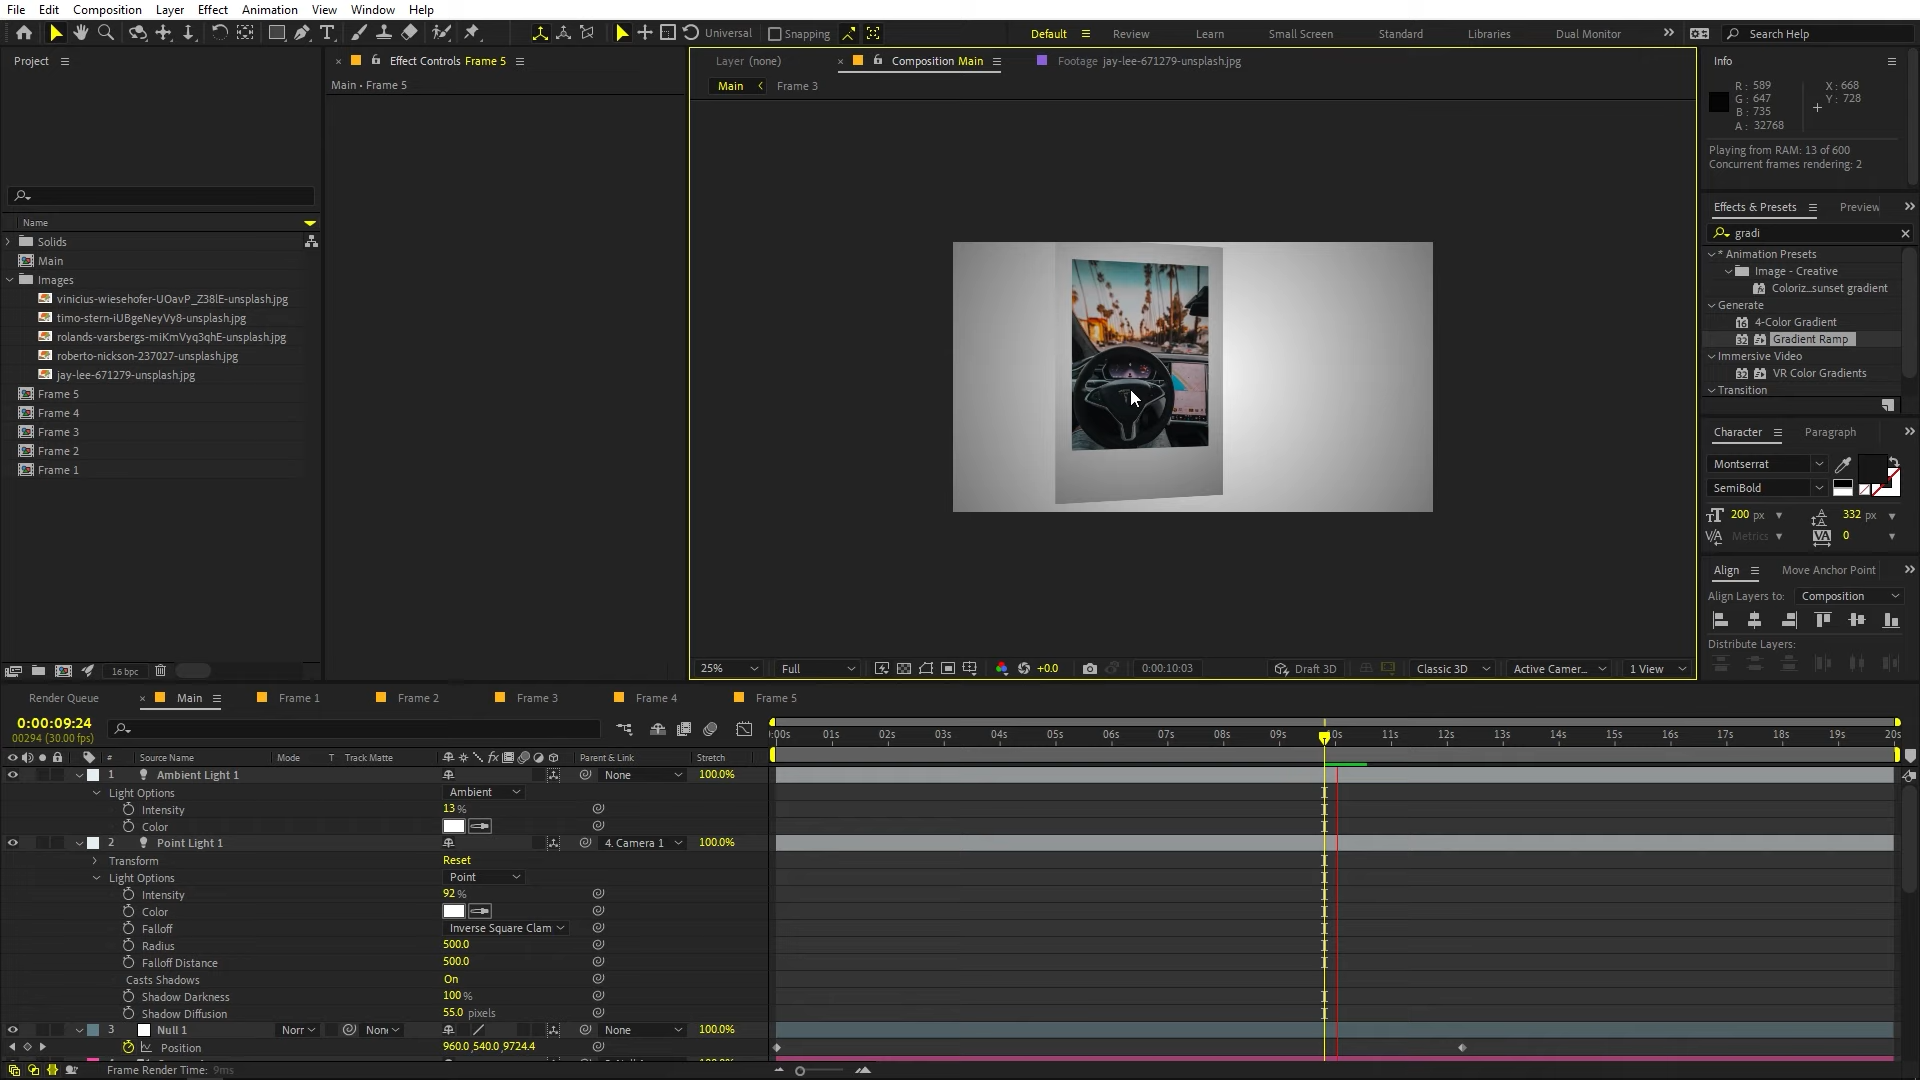 File Edit Composition Layer Effect Animation View Window Help
Universal Snapping Default Review Learn Small Screen Standard Libraries Dual Monitor Search Help
Project
Effect Controls Frame 5
Main • Frame 5
Layer (none) Composition Main Footage jay-lee-671279-unsplash.jpg
Main Frame 3
Info
R: 589 X: 668
G: 647 Y: 728
B: 735
A: 32768
Playing from RAM: 13 of 600
Concurrent frames rendering: 2
Name
Solids
Main
Images
vinicius-wiesehofer-UOavP_Z38lE-unsplash.jpg
timo-stern-iUBgeNeyVy8-unsplash.jpg
rolands-varsbergs-miKmVyq3qhE-unsplash.jpg
roberto-nickson-237027-unsplash.jpg
jay-lee-671279-unsplash.jpg
Frame 5
Frame 4
Frame 3
Frame 2
Frame 1
16 bpc
Effects & Presets Preview
gradi
* Animation Presets
Image - Creative
Coloriz...sunset gradient
Generate
4-Color Gradient
Gradient Ramp
Immersive Video
VR Color Gradients
Transition
Character Paragraph
Montserrat
SemiBold
200 px 332 px
Metrics 0
Align Move Anchor Point
Align Layers to: Composition
Distribute Layers:
25% Full +0.0 0:00:10:03 Draft 3D Classic 3D Active Camer... 1 View
Render Queue Main Frame 1 Frame 2 Frame 3 Frame 4 Frame 5
0:00:09:24
00294 (30.00 fps)
:00s 01s 02s 03s 04s 05s 06s 07s 08s 09s 0s 11s 12s 13s 14s 15s 16s 17s 18s 19s 20s
# Source Name Mode T Track Matte Parent & Link Stretch
1 Ambient Light 1 None 100.0%
Light Options Ambient
Intensity 13 %
Color
2 Point Light 1 4. Camera 1 100.0%
Transform Reset
Light Options Point
Intensity 92 %
Color
Falloff Inverse Square Clam
Radius 500.0
Falloff Distance 500.0
Casts Shadows On
Shadow Darkness 100 %
Shadow Diffusion 55.0 pixels
3 Null 1 Norr None None 100.0%
Position 960.0,540.0,9724.4
Frame Render Time: 9ms